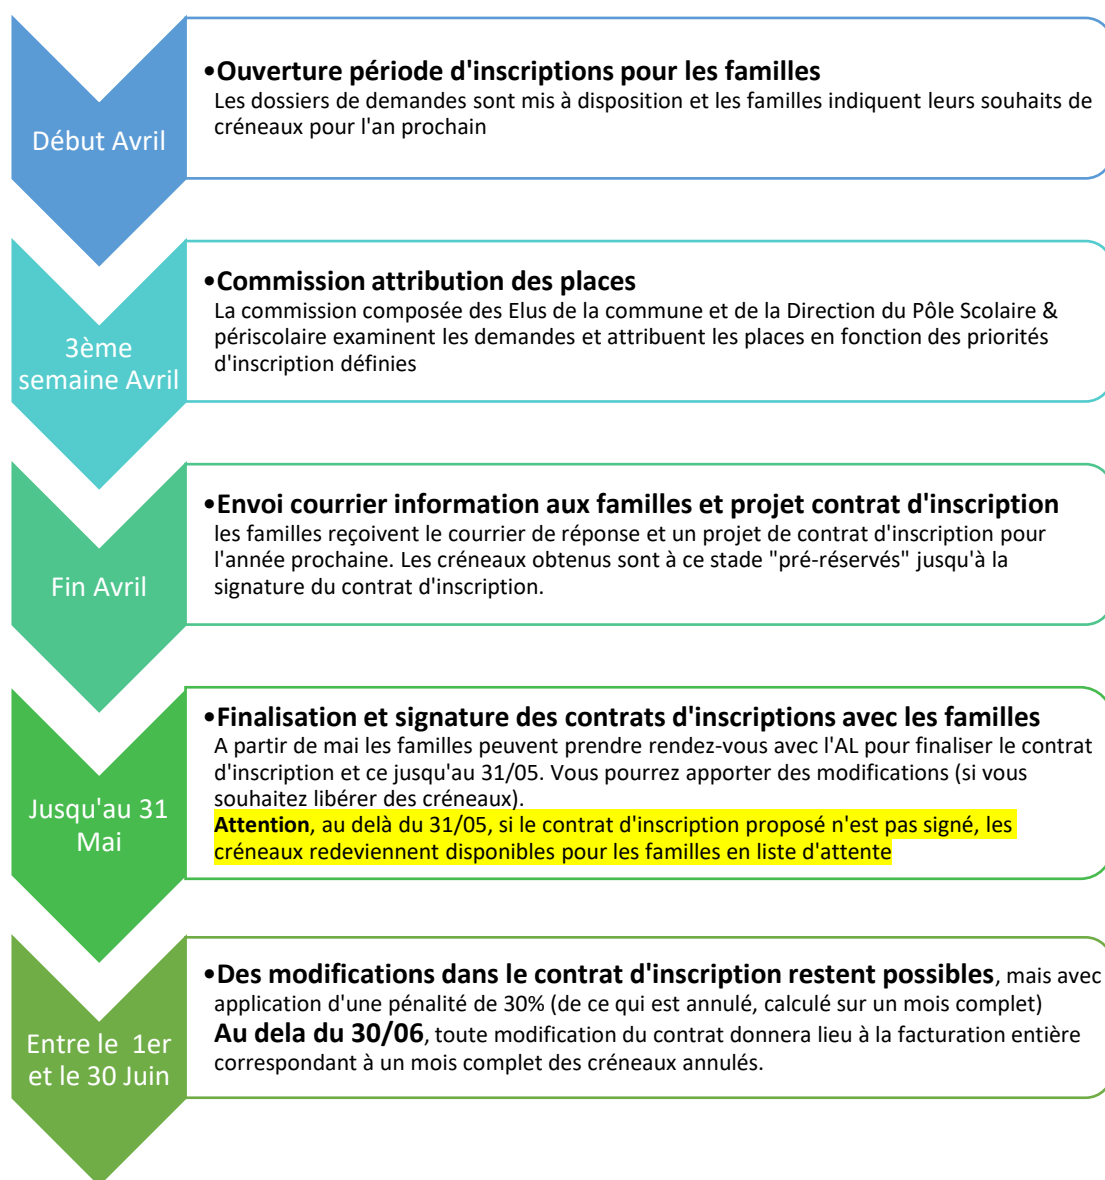 Début Avril
•Ouverture période d'inscriptions pour les familles
Les dossiers de demandes sont mis à disposition et les familles indiquent leurs souhaits de
créneaux pour l'an prochain
3ème
semaine Avril
•Commission attribution des places
La commission composée des Elus de la commune et de la Direction du Pôle Scolaire &
périscolaire examinent les demandes et attribuent les places en fonction des priorités
d'inscription définies
Fin Avril
•Envoi courrier information aux familles et projet contrat d'inscription
les familles reçoivent le courrier de réponse et un projet de contrat d'inscription pour
l'année prochaine. Les créneaux obtenus sont à ce stade "pré-réservés" jusqu'à la
signature du contrat d'inscription.
Jusqu'au 31
Mai
•Finalisation et signature des contrats d'inscriptions avec les familles
A partir de mai les familles peuvent prendre rendez-vous avec l'AL pour finaliser le contrat
d'inscription et ce jusqu'au 31/05. Vous pourrez apporter des modifications (si vous
souhaitez libérer des créneaux).
Attention, au delà du 31/05, si le contrat d'inscription proposé n'est pas signé, les
créneaux redeviennent disponibles pour les familles en liste d'attente
Entre le 1er
et le 30 Juin
•Des modifications dans le contrat d'inscription restent possibles, mais avec
application d'une pénalité de 30% (de ce qui est annulé, calculé sur un mois complet)
Au dela du 30/06, toute modification du contrat donnera lieu à la facturation entière
correspondant à un mois complet des créneaux annulés.